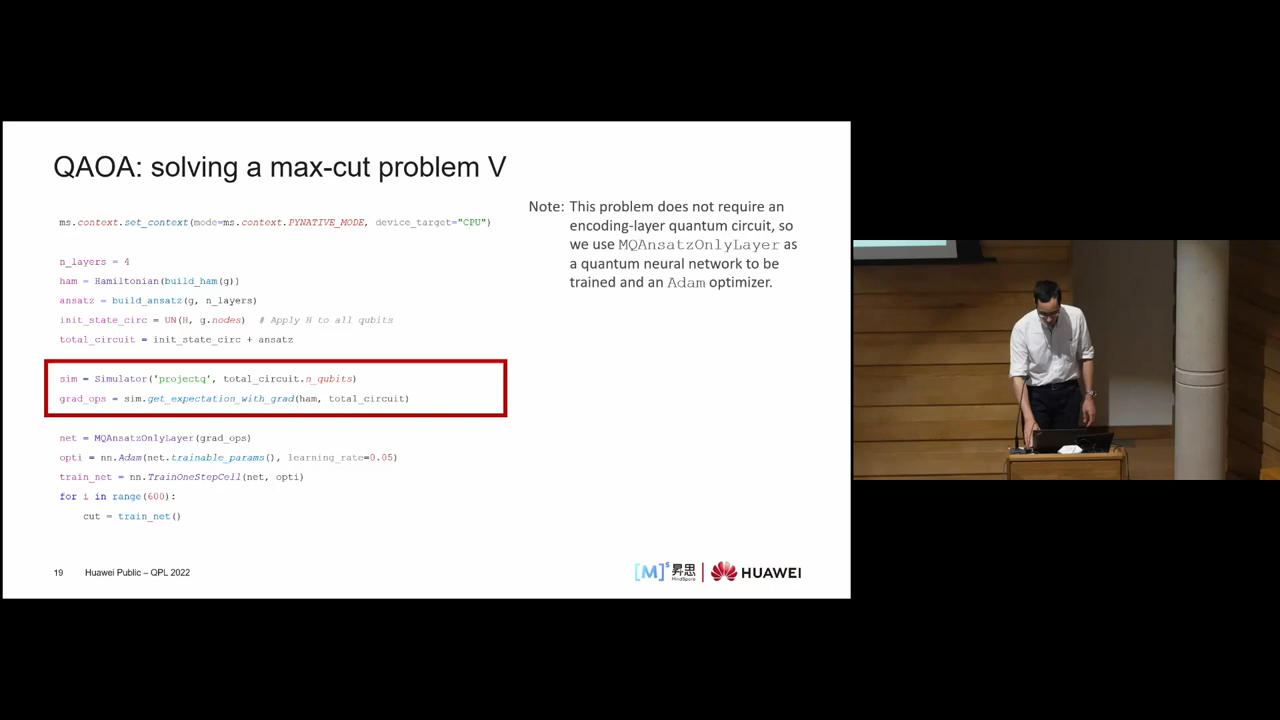 QAOA: solving a max-cut problem V
ms.context.set_context(mode=ms.context.PYNATIVE_MODE, device_target="CPU")
n_layers = 4
ham = Hamiltonian(build_ham(g))
ansatz = build_ansatz(g, n_layers)
init_state_circ = UN(H, g.nodes)  # Apply H to all qubits
total_circuit = init_state_circ + ansatz
sim = Simulator('projectq', total_circuit.n_qubits)
grad_ops = sim.get_expectation_with_grad(ham, total_circuit)
net = MQAnsatzOnlyLayer(grad_ops)
opti = nn.Adam(net.trainable_params(), learning_rate=0.05)
train_net = nn.TrainOneStepCell(net, opti)
for i in range(600):
    cut = train_net()
Note: This problem does not require an
encoding-layer quantum circuit, so
we use MQAnsatzOnlyLayer as
a quantum neural network to be
trained and an Adam optimizer.
19 Huawei Public – QPL 2022
[M]s 昇思 MindSpore HUAWEI